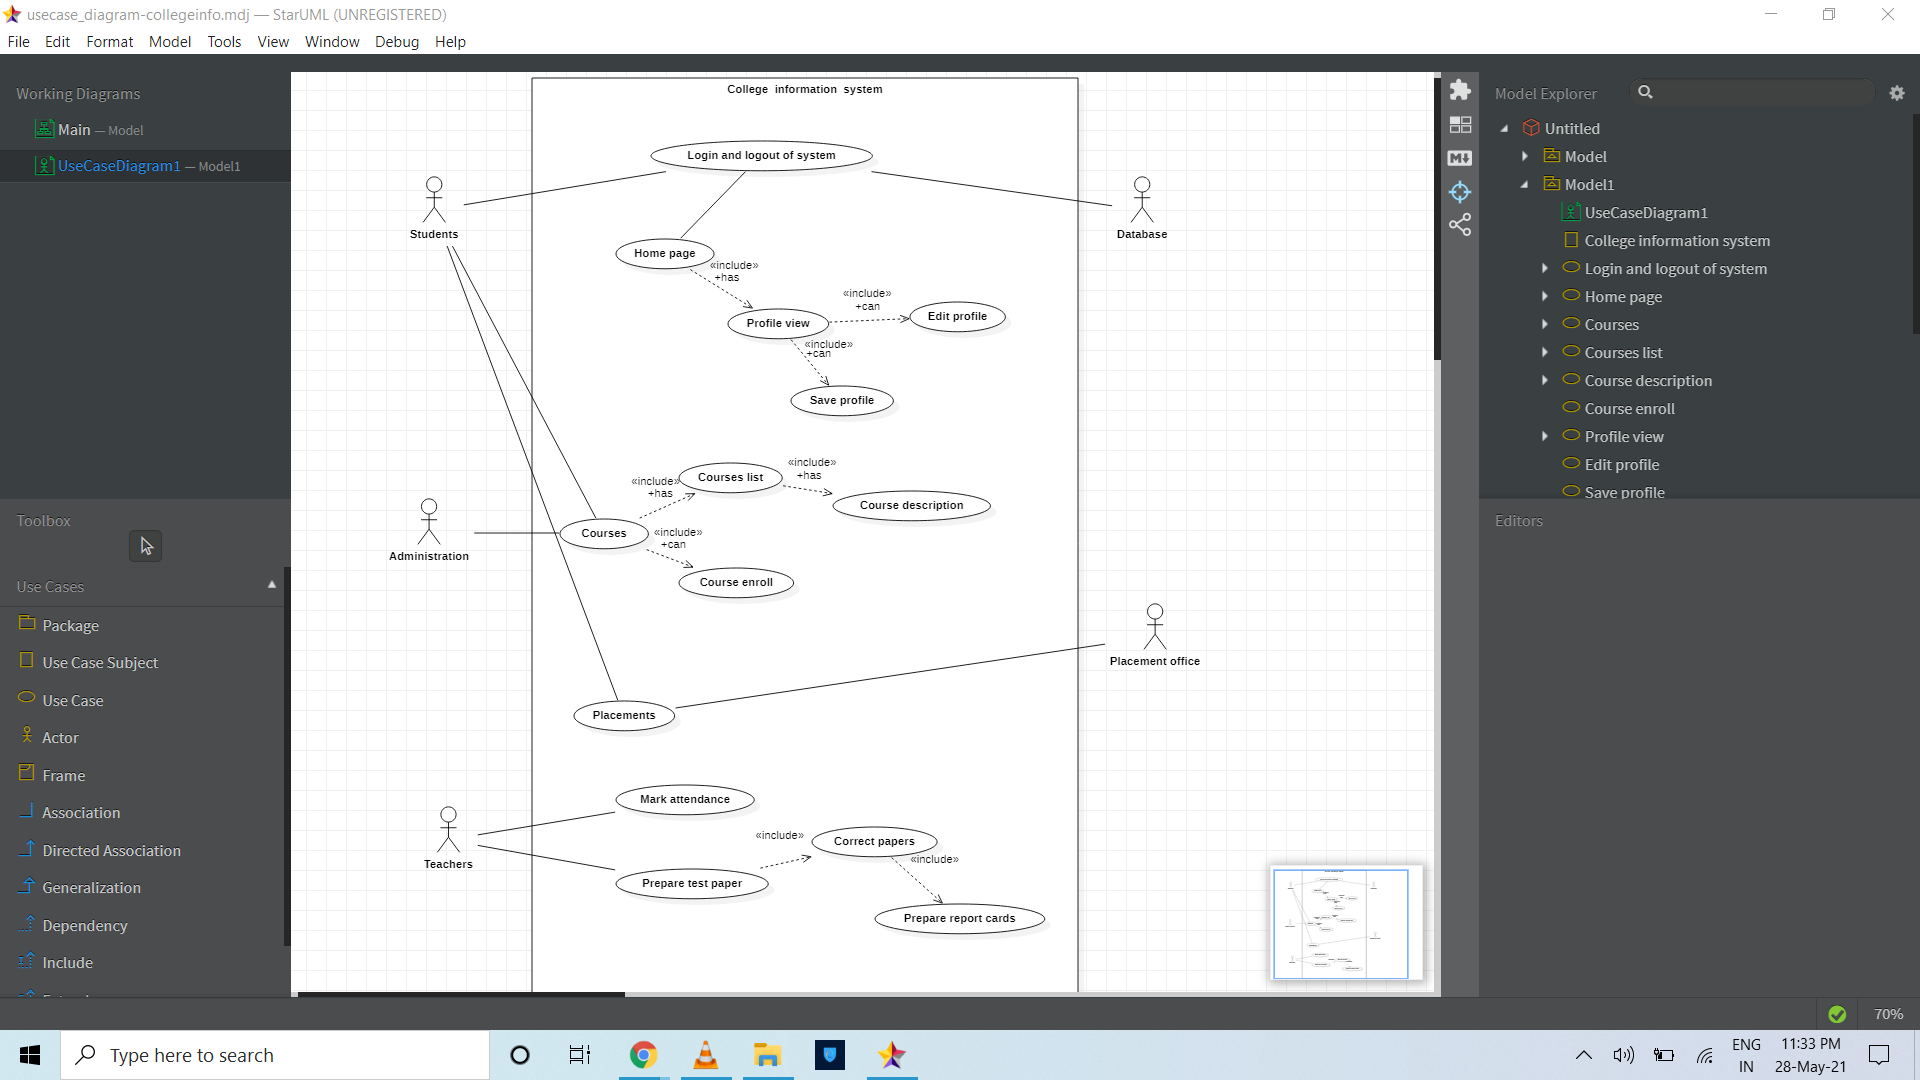 usecase_diagram-collegeinfo.mdj — StarUML (UNREGISTERED)
File Edit Format Model Tools View Window Debug Help
Working Diagrams
Main — Model
UseCaseDiagram1 — Model1
Toolbox
Use Cases
Package
Use Case Subject
Use Case
Actor
Frame
Association
Directed Association
Generalization
Dependency
Include
College information system
Login and logout of system
Students
Database
Home page
«include»
+has
Profile view
«include»
+can
Edit profile
«include»
+can
Save profile
Courses list
«include»
+has
«include»
+has
Course description
Administration
Courses
«include»
+can
Course enroll
Placement office
Placements
Mark attendance
Teachers
«include»
Correct papers
«include»
Prepare test paper
Prepare report cards
Model Explorer
Untitled
Model
Model1
UseCaseDiagram1
College information system
Login and logout of system
Home page
Courses
Courses list
Course description
Course enroll
Profile view
Edit profile
Save profile
Editors
70%
Type here to search
ENG
IN
11:33 PM
28-May-21